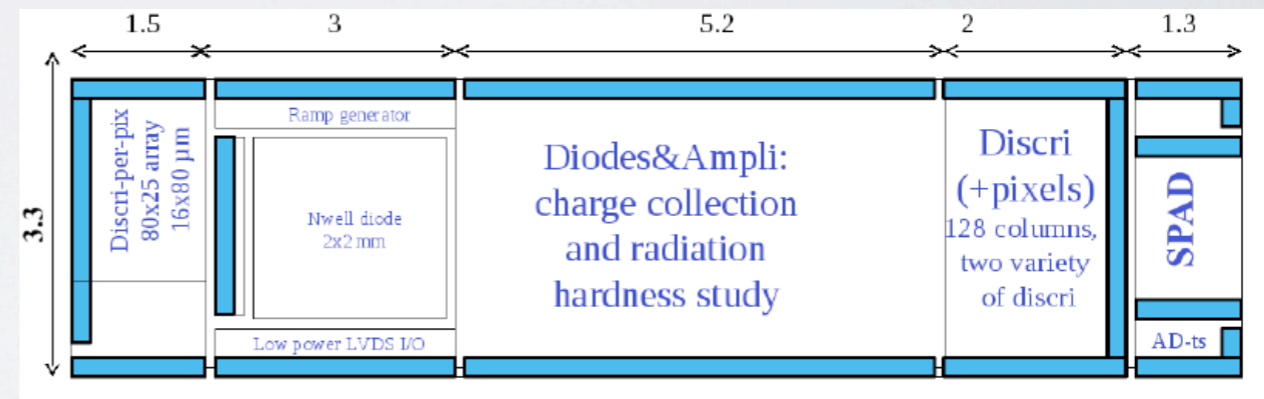 1.5
3
5.2
2
1.3
3.3
Discri-per-pix
80x25 array
16x80 µm
Ramp generator
Nwell diode
2x2 mm
Low power LVDS I/O
Diodes&Ampli:
charge collection
and radiation
hardness study
Discri
(+pixels)
128 columns,
two variety
of discri
SPAD
AD-ts